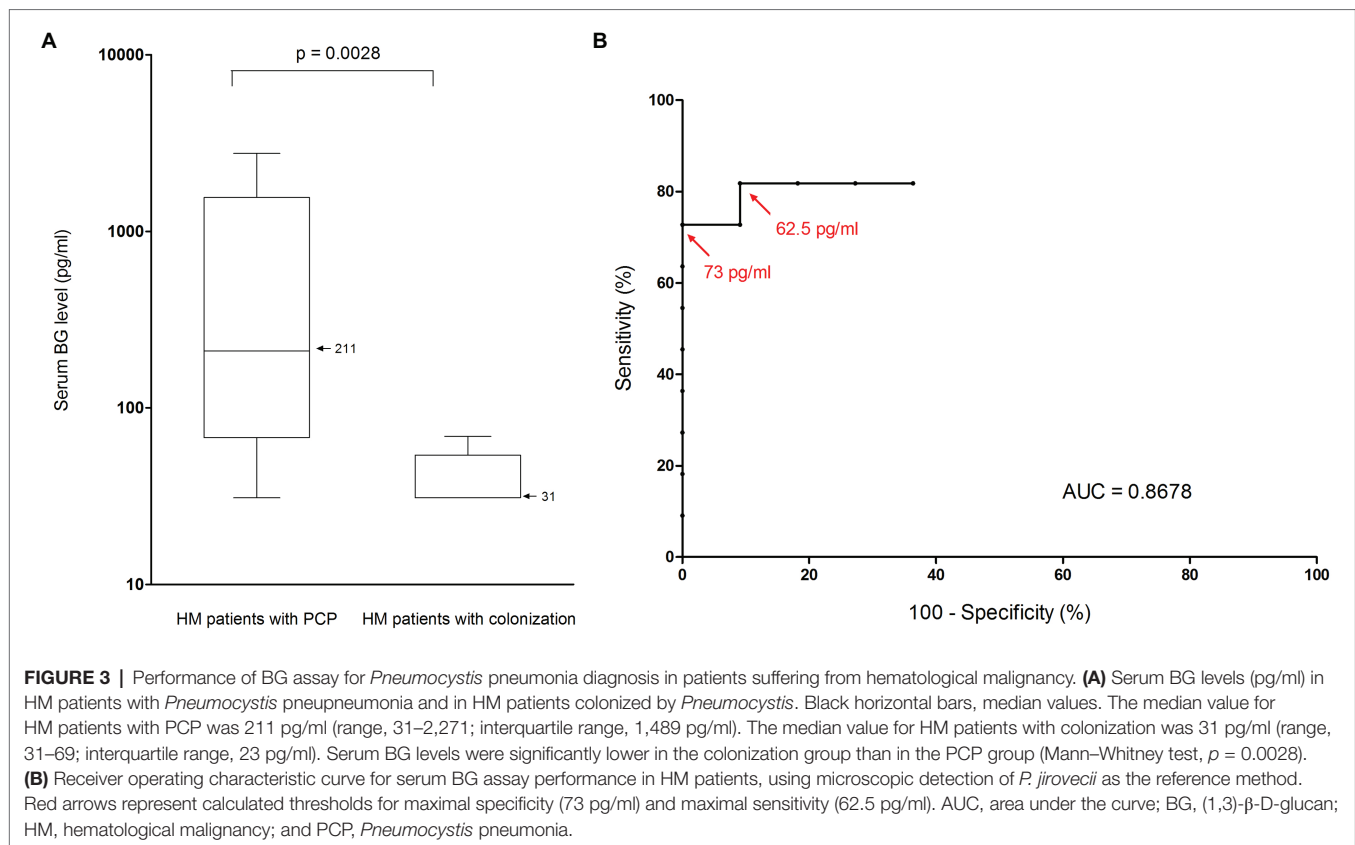 A
p = 0.0028
10000
1000
100
10
Serum BG level (pg/ml)
211
31
HM patients with PCP
HM patients with colonization
B
100
80
60
40
20
0
Sensitivity (%)
62.5 pg/ml
73 pg/ml
AUC = 0.8678
0 20 40 60 80 100
100 - Specificity (%)
FIGURE 3 | Performance of BG assay for Pneumocystis pneumonia diagnosis in patients suffering from hematological malignancy. (A) Serum BG levels (pg/ml) in
HM patients with Pneumocystis pneupneumonia and in HM patients colonized by Pneumocystis. Black horizontal bars, median values. The median value for
HM patients with PCP was 211 pg/ml (range, 31–2,271; interquartile range, 1,489 pg/ml). The median value for HM patients with colonization was 31 pg/ml (range,
31–69; interquartile range, 23 pg/ml). Serum BG levels were significantly lower in the colonization group than in the PCP group (Mann–Whitney test, p = 0.0028).
(B) Receiver operating characteristic curve for serum BG assay performance in HM patients, using microscopic detection of P. jirovecii as the reference method.
Red arrows represent calculated thresholds for maximal specificity (73 pg/ml) and maximal sensitivity (62.5 pg/ml). AUC, area under the curve; BG, (1,3)-β-D-glucan;
HM, hematological malignancy; and PCP, Pneumocystis pneumonia.